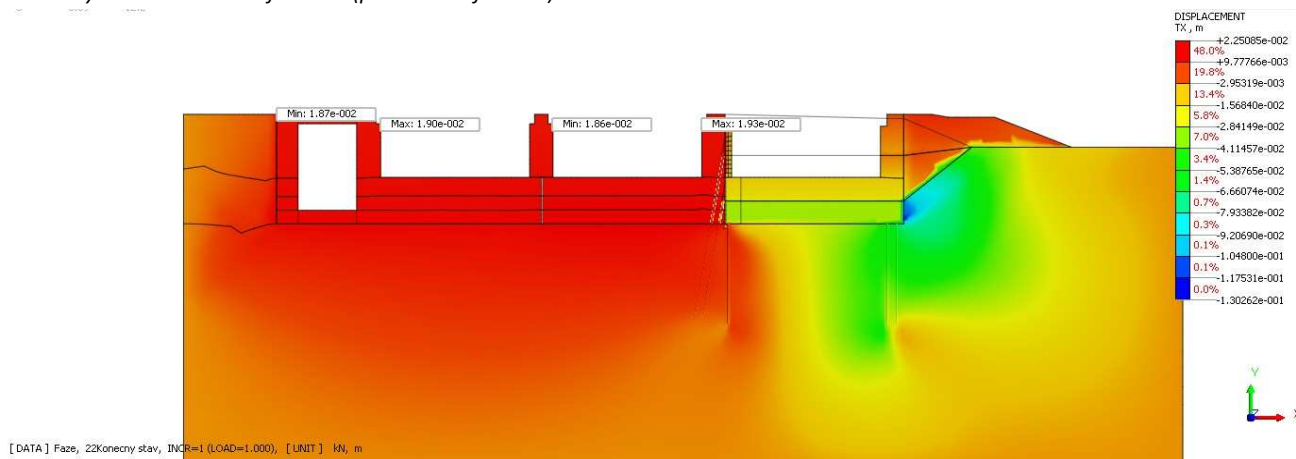 DISPLACEMENT
TX, m
+2.25085e-002
48.0%
+9.77766e-003
19.8%
-2.95319e-003
13.4%
-1.56840e-002
5.8%
-2.84149e-002
7.0%
-4.11457e-002
3.4%
-5.38765e-002
1.4%
-6.66074e-002
0.7%
-7.93382e-002
0.3%
-9.20690e-002
0.1%
-1.04800e-001
0.1%
-1.17531e-001
0.0%
-1.30262e-001
Min: 1.87e-002
Max: 1.90e-002
Min: 1.86e-002
Max: 1.93e-002
Y
Z
X
[ DATA ] Faze, 22Konecny stav, INCR=1 (LOAD=1.000), [ UNIT ] kN, m